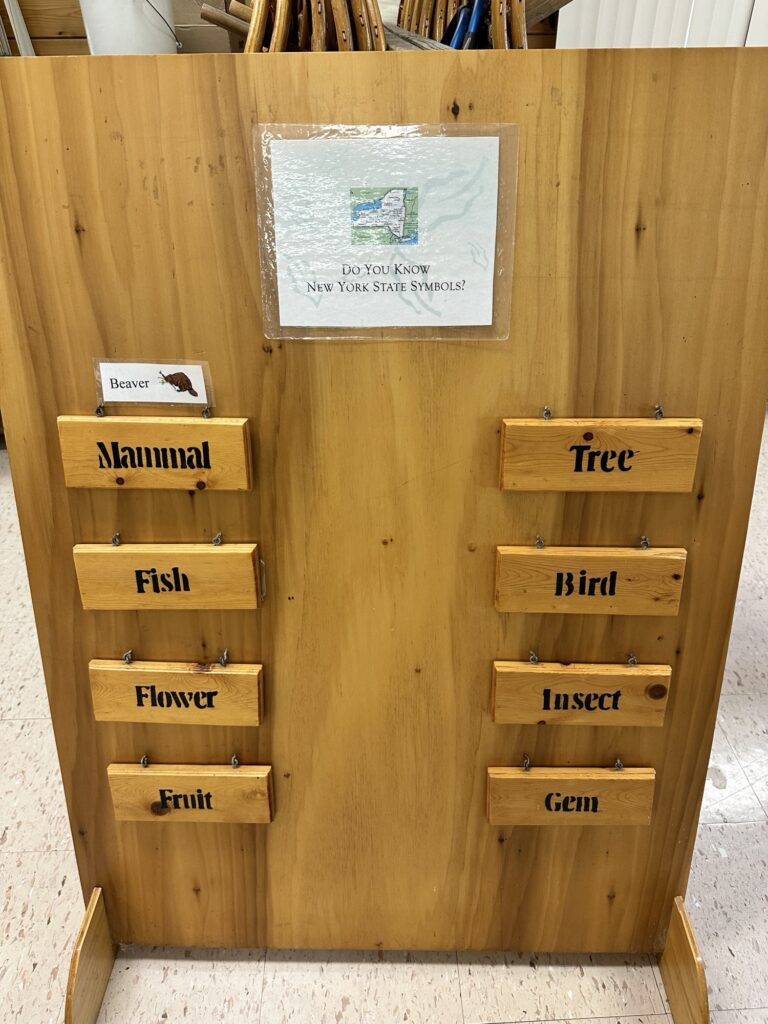 Do You Know
New York State Symbols?
Beaver
Mammal
Tree
Fish
Bird
Flower
Insect
Fruit
Gem